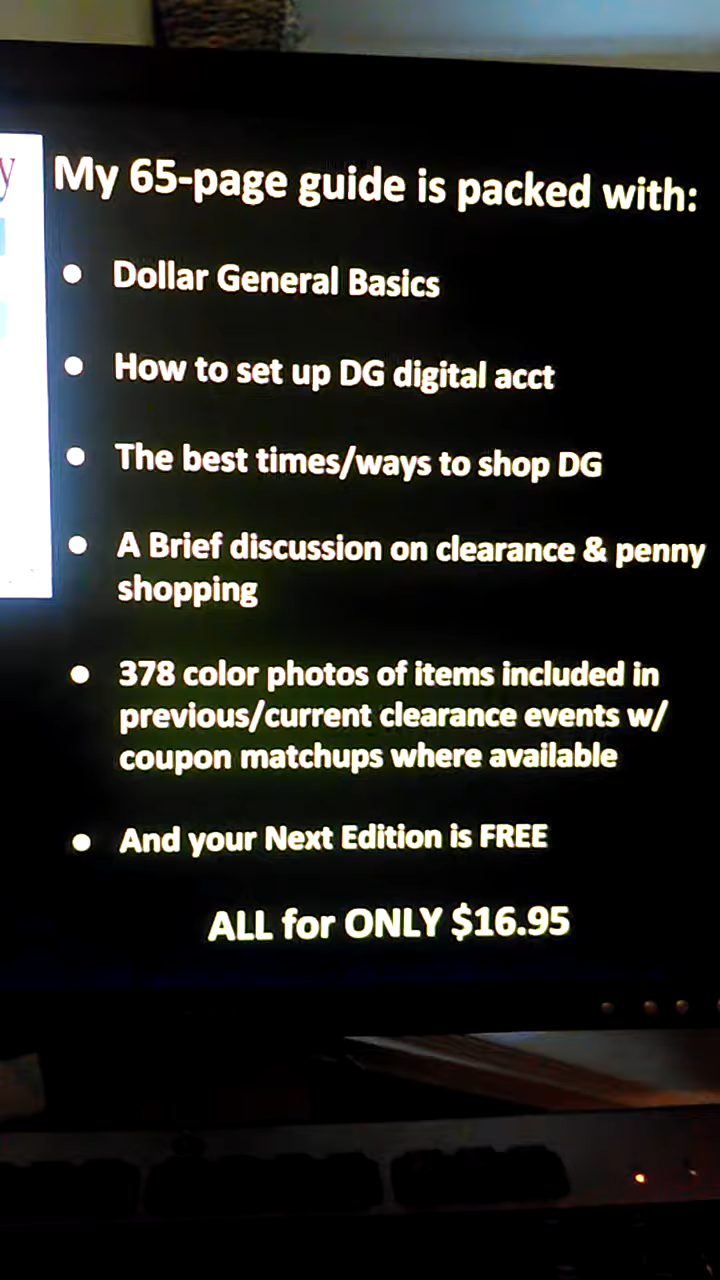 y
My 65-page guide is packed with:
● Dollar General Basics
● How to set up DG digital acct
● The best times/ways to shop DG
● A Brief discussion on clearance & penny
shopping
● 378 color photos of items included in
previous/current clearance events w/
coupon matchups where available
● And your Next Edition is FREE
ALL for ONLY $16.95